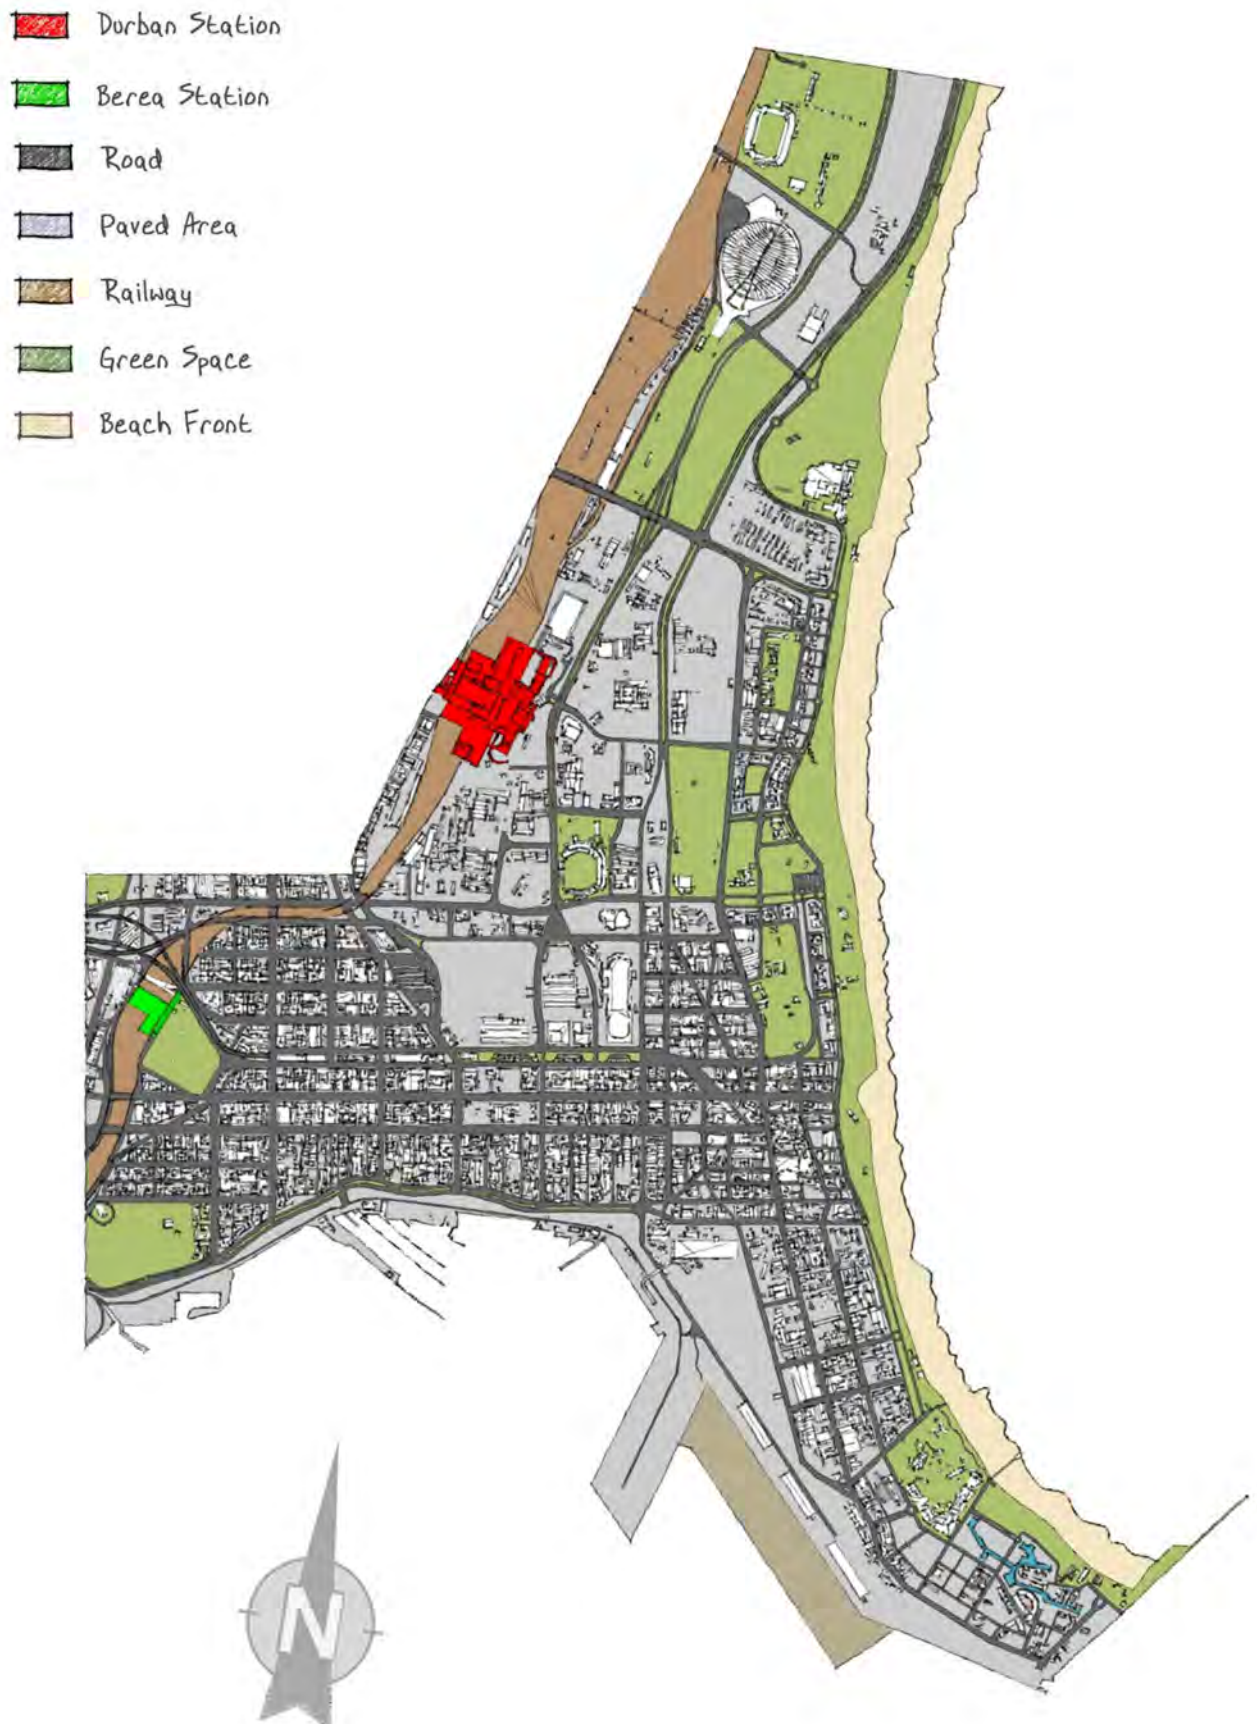 Durban Station
Berea Station
Road
Paved Area
Railway
Green Space
Beach Front
N